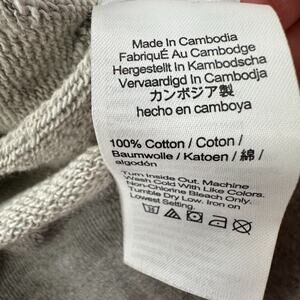 Made In Cambodia
FabriquÉ Au Cambodge
Hergestellt In Kambodscha
Vervaardigd In Cambodja
カンボジア製
hecho en camboya
100% Cotton / Coton /
Baumwolle / Katoen / 綿 /
algodón
Turn Inside Out. Machine
Wash Cold With Like Colors.
Non-Chlorine Bleach Only.
Tumble Dry Low. Iron on
Lowest Setting.